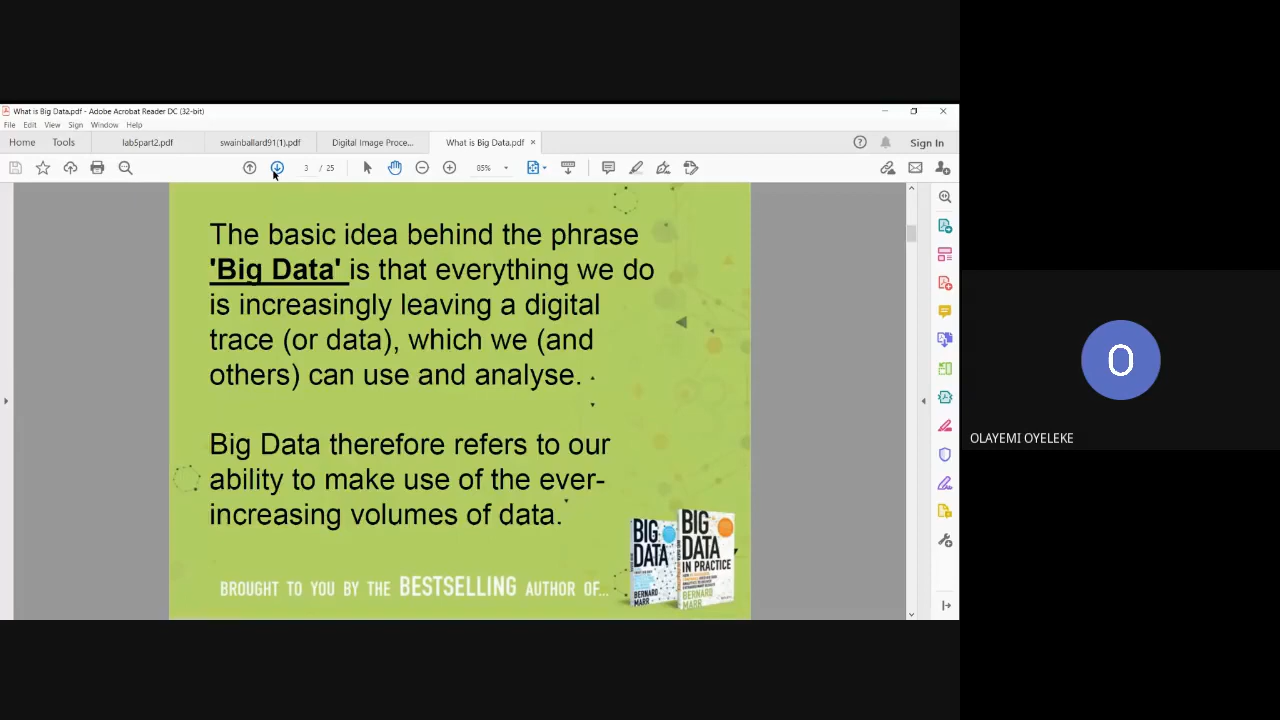 What is Big Data.pdf - Adobe Acrobat Reader DC (32-bit)
File Edit View Sign Window Help
Home Tools lab5part2.pdf swainballard91(1).pdf Digital Image Proce... What is Big Data.pdf × Sign In
3 / 25 85%
The basic idea behind the phrase
'Big Data' is that everything we do
is increasingly leaving a digital
trace (or data), which we (and
others) can use and analyse.
Big Data therefore refers to our
ability to make use of the ever-
increasing volumes of data.
BROUGHT TO YOU BY THE BESTSELLING AUTHOR OF...
BIG
DATA
BERNARD
MARR
BIG
DATA
IN PRACTICE
BERNARD
MARR
O
OLAYEMI OYELEKE